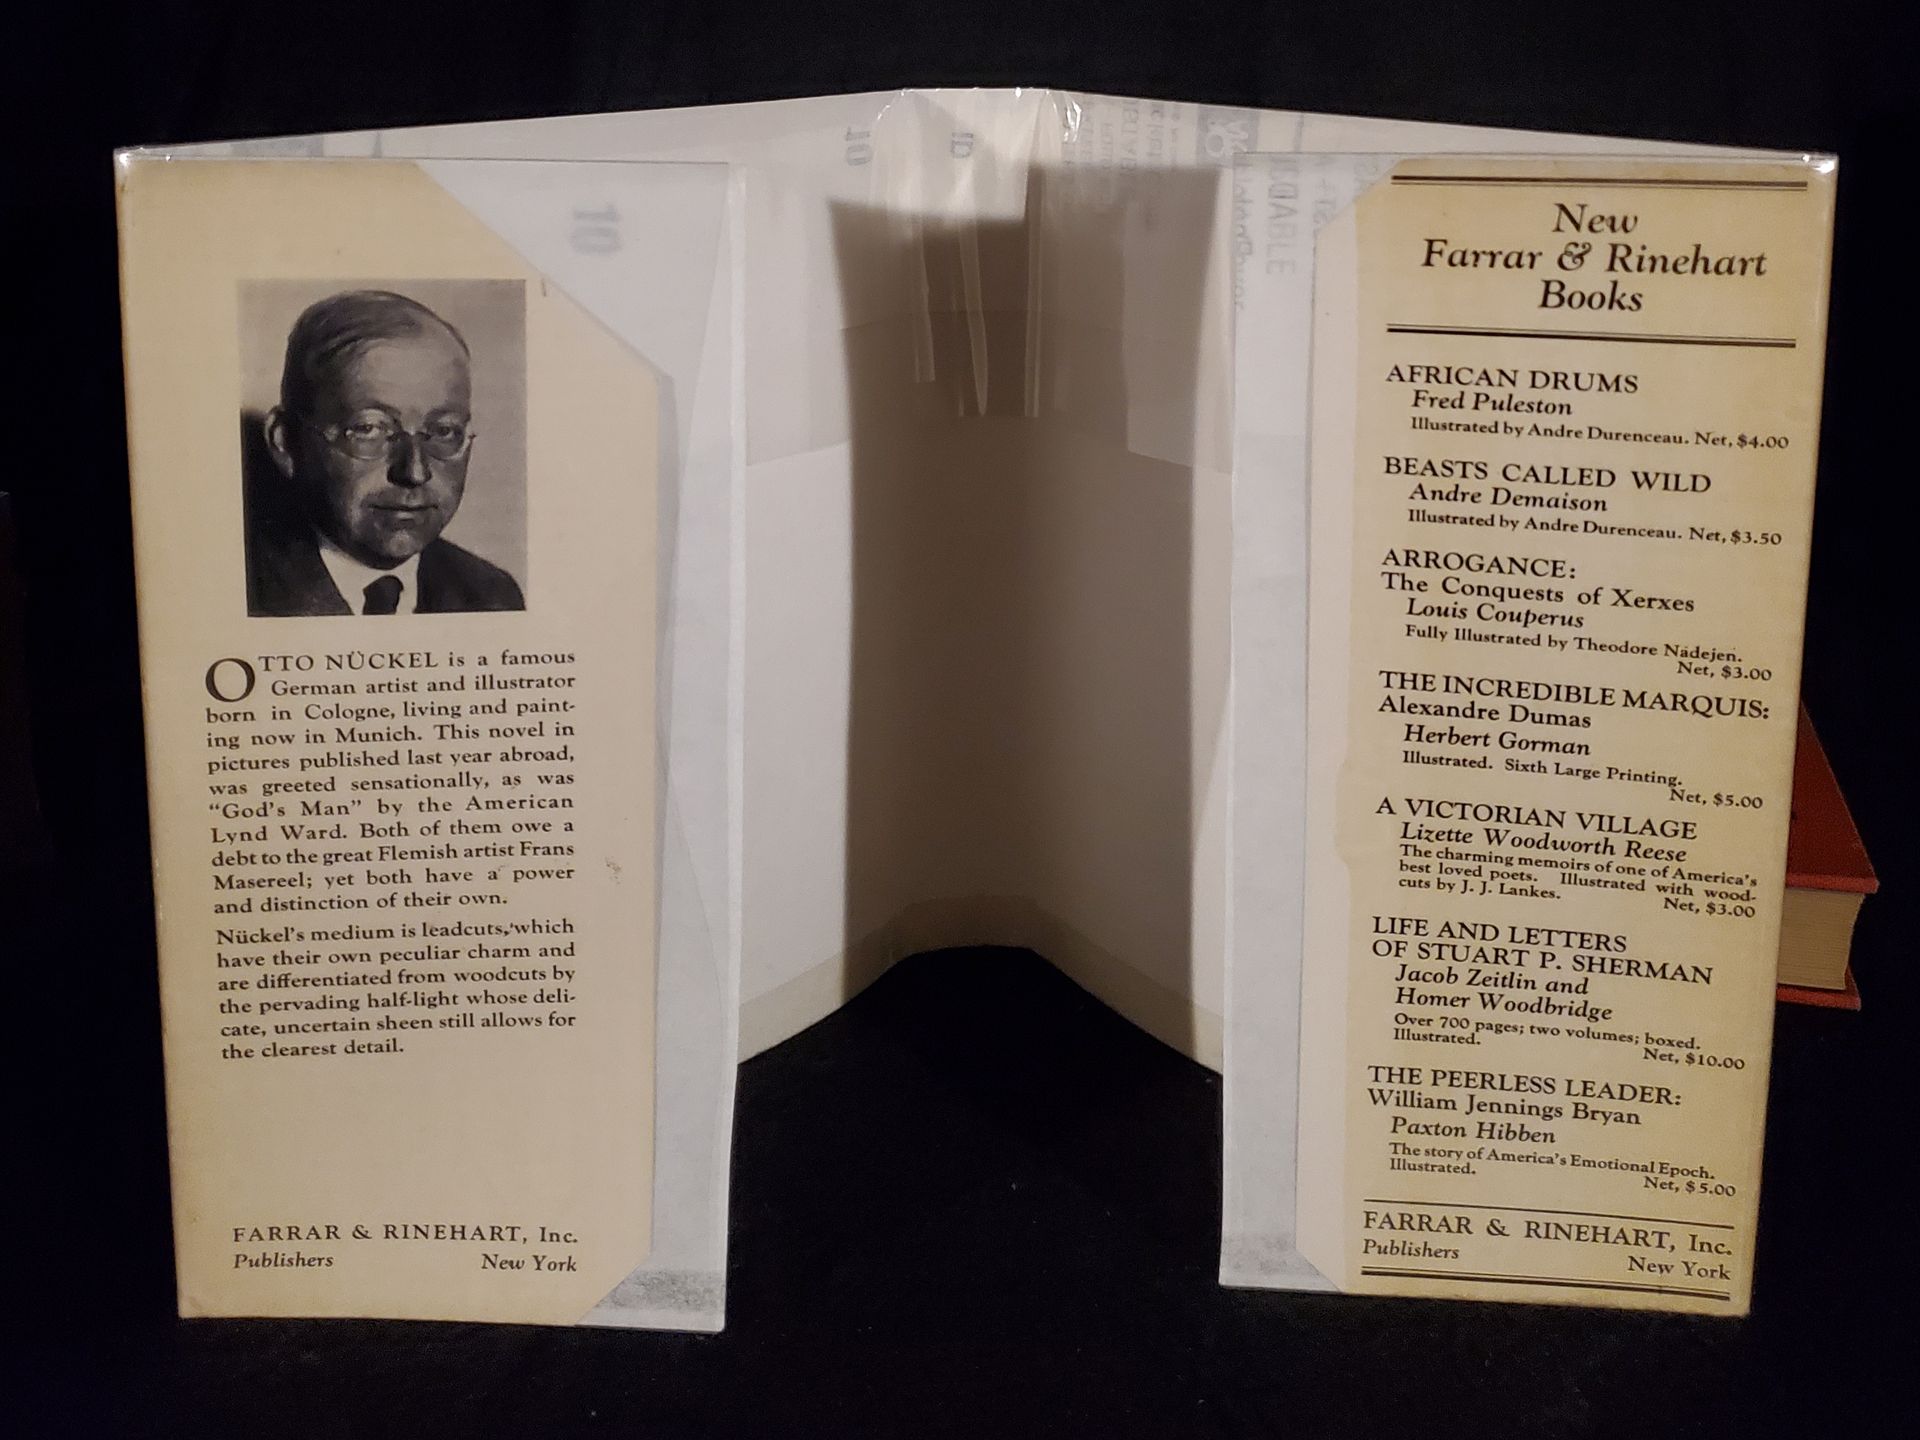 OTTO NÜCKEL is a famous
German artist and illustrator
born in Cologne, living and paint-
ing now in Munich. This novel in
pictures published last year abroad,
was greeted sensationally, as was
"God's Man" by the American
Lynd Ward. Both of them owe a
debt to the great Flemish artist Frans
Masereel; yet both have a power
and distinction of their own.
Nückel's medium is leadcuts, which
have their own peculiar charm and
are differentiated from woodcuts by
the pervading half-light whose deli-
cate, uncertain sheen still allows for
the clearest detail.
FARRAR & RINEHART, Inc.
Publishers New York
10
10
New
Farrar & Rinehart
Books
AFRICAN DRUMS
Fred Puleston
Illustrated by Andre Durenceau. Net, $4.00
BEASTS CALLED WILD
Andre Demaison
Illustrated by Andre Durenceau. Net, $3.50
ARROGANCE:
The Conquests of Xerxes
Louis Couperus
Fully Illustrated by Theodore Nadejen.
Net, $3.00
THE INCREDIBLE MARQUIS:
Alexandre Dumas
Herbert Gorman
Illustrated. Sixth Large Printing.
Net, $5.00
A VICTORIAN VILLAGE
Lizette Woodworth Reese
The charming memoirs of one of America's
best loved poets. Illustrated with wood-
cuts by J. J. Lankes.
Net, $3.00
LIFE AND LETTERS
OF STUART P. SHERMAN
Jacob Zeitlin and
Homer Woodbridge
Over 700 pages; two volumes; boxed.
Illustrated.
Net, $10.00
THE PEERLESS LEADER:
William Jennings Bryan
Paxton Hibben
The story of America's Emotional Epoch.
Illustrated.
Net, $5.00
FARRAR & RINEHART, Inc.
Publishers
New York